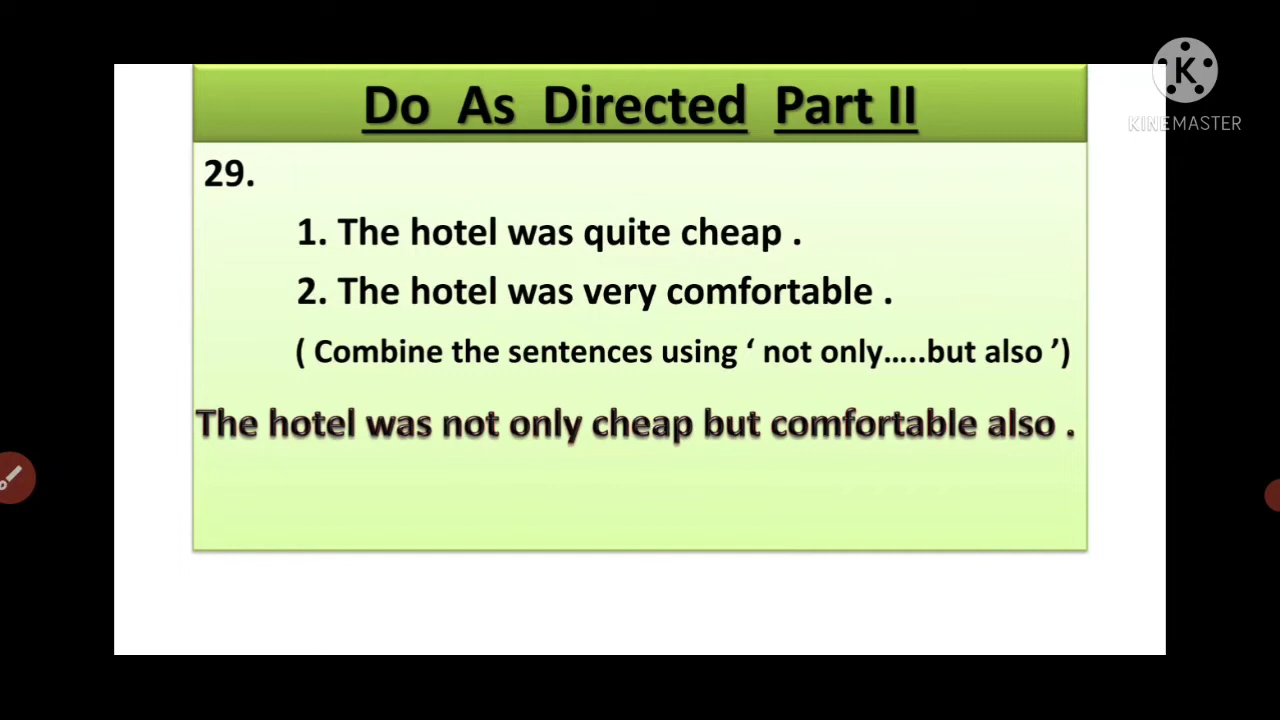 Do As Directed Part II
K
KINEMASTER
29.
1. The hotel was quite cheap .
2. The hotel was very comfortable .
( Combine the sentences using ‘ not only…..but also ’)
The hotel was not only cheap but comfortable also .